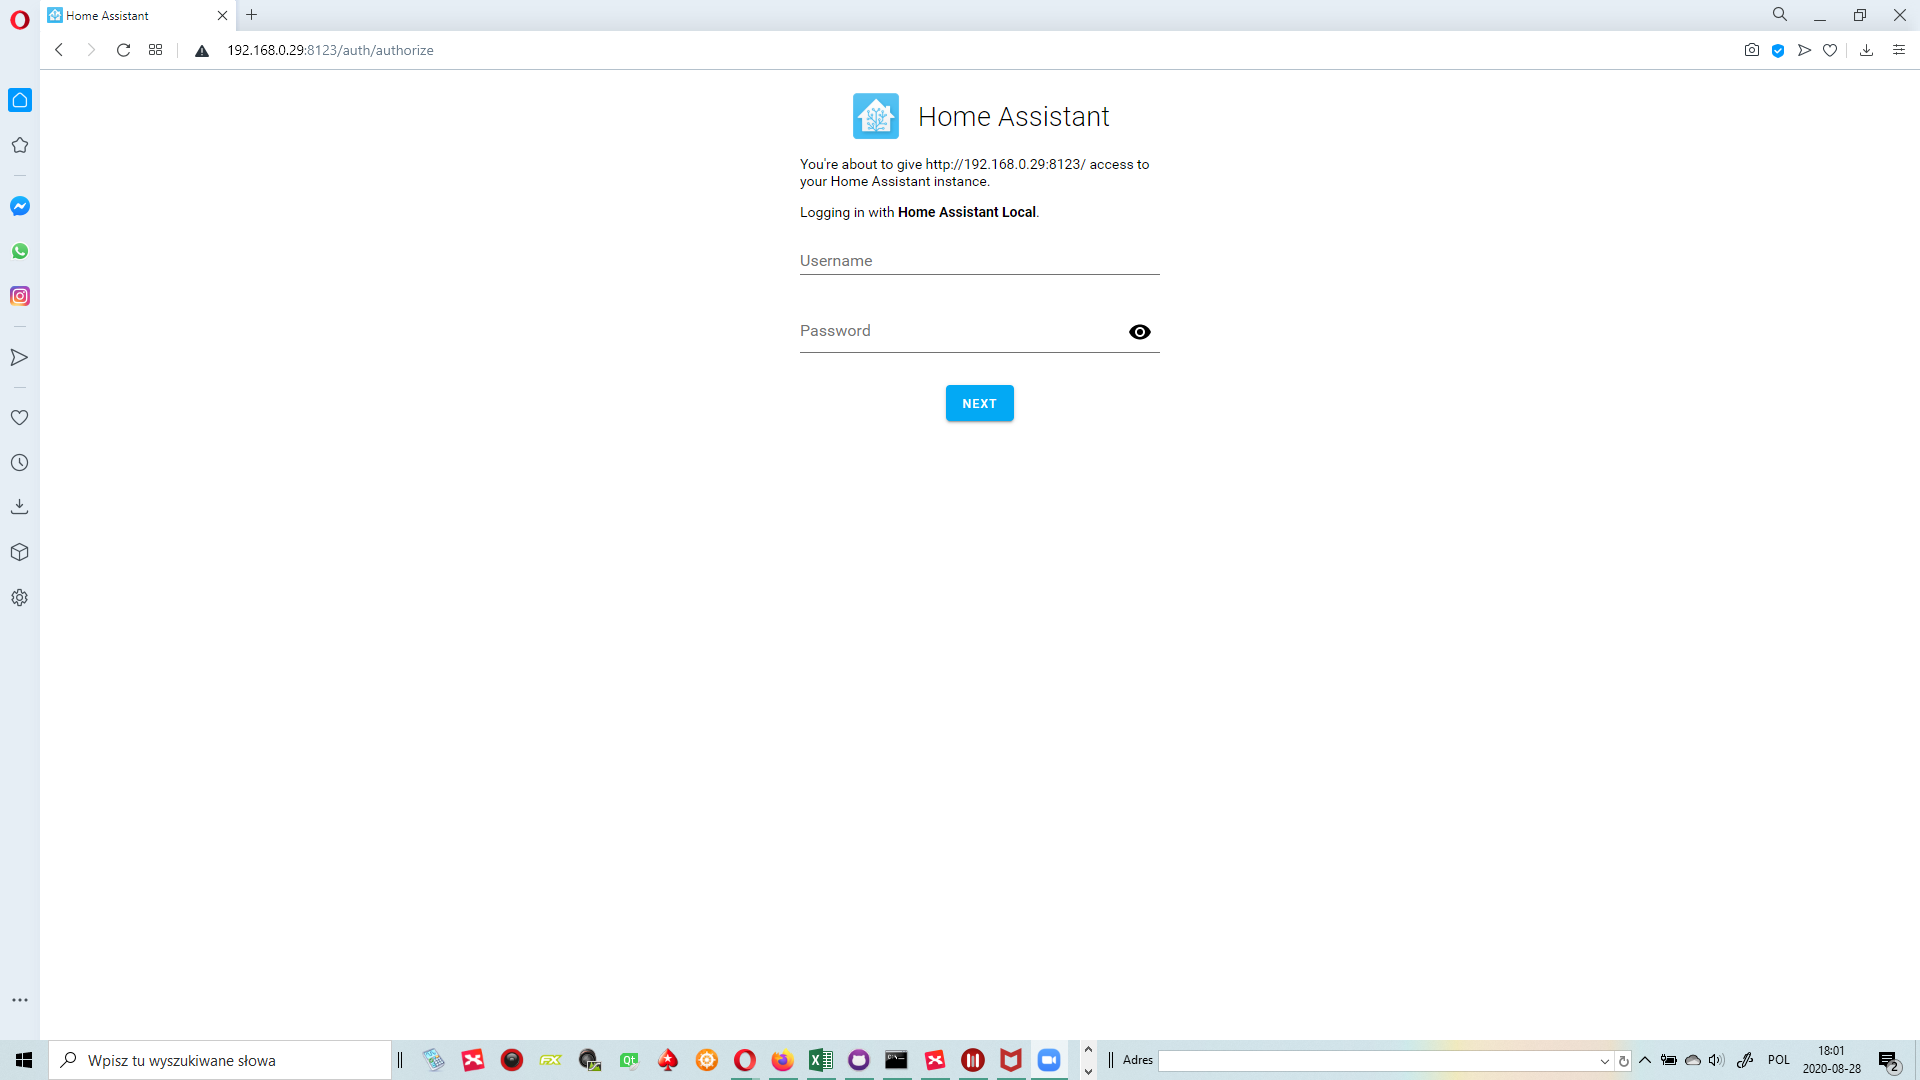 Home Assistant
192.168.0.29:8123/auth/authorize
Home Assistant
You're about to give http://192.168.0.29:8123/ access to
your Home Assistant instance.
Logging in with Home Assistant Local.
Username
Password
NEXT
Wpisz tu wyszukiwane słowa
FX
Qt
Adres
POL
18:01
2020-08-28
2